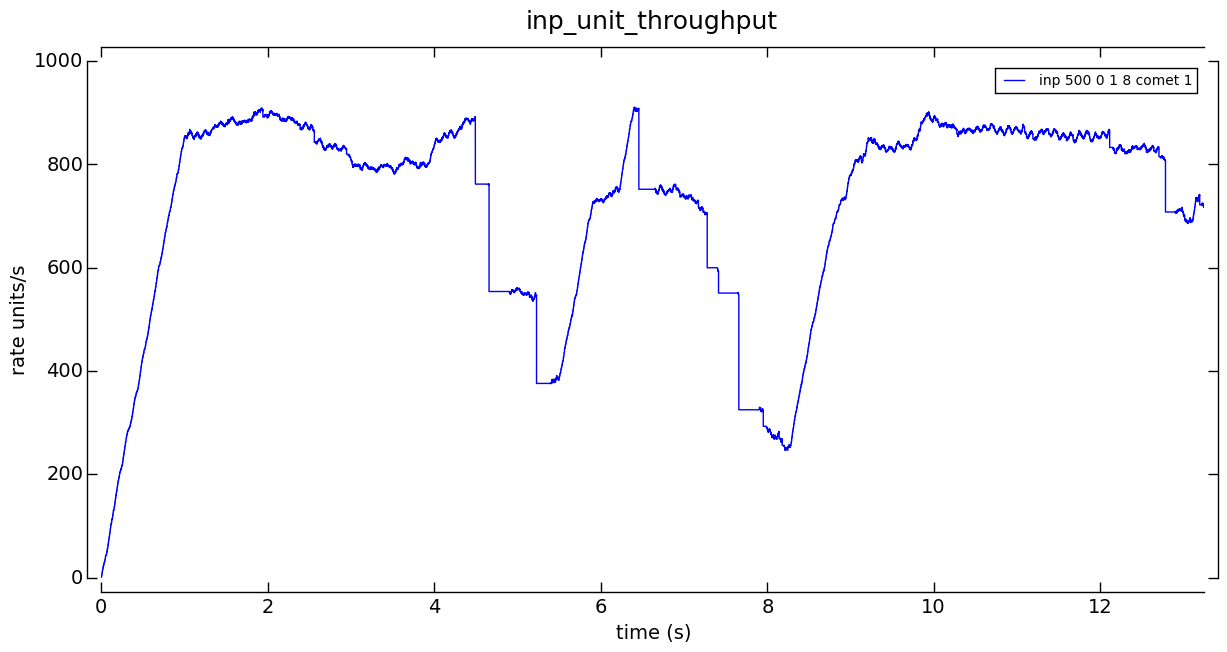 inp_unit_throughput
inp 500 0 1 8 comet 1
1000
800
600
400
200
0
rate units/s
0 2 4 6 8 10 12
time (s)